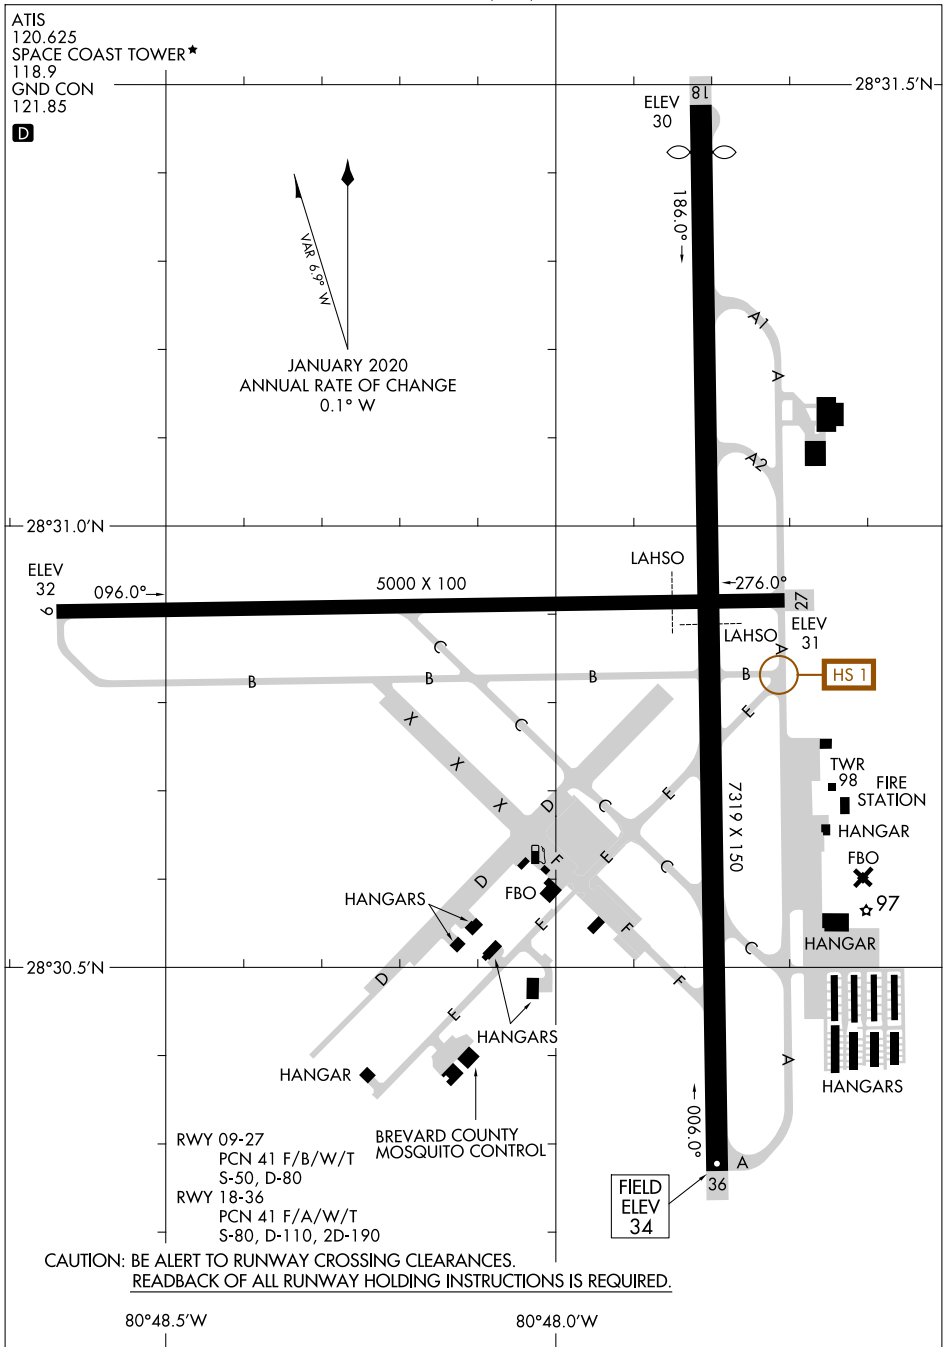 ATIS
120.625
SPACE COAST TOWER★
118.9
GND CON
121.85
D
28°31.5'N
18
ELEV
30
186.0°
VAR 6.9° W
JANUARY 2020
ANNUAL RATE OF CHANGE
0.1° W
A1
A
A2
28°31.0'N
LAHSO
ELEV
32
096.0°
5000 X 100
276.0°
9
27
ELEV
31
LAHSO
A
C
B
B
B
B
HS 1
E
X
C
X
TWR
98
FIRE
STATION
7319 X 150
X
D
C
E
HANGAR
F
E
C
FBO
D
FBO
HANGARS
97
E
F
C
HANGAR
28°30.5'N
D
F
E
HANGARS
A
HANGAR
HANGARS
006.0°
BREVARD COUNTY
MOSQUITO CONTROL
A
36
FIELD
ELEV
34
RWY 09-27
PCN 41 F/B/W/T
S-50, D-80
RWY 18-36
PCN 41 F/A/W/T
S-80, D-110, 2D-190
CAUTION: BE ALERT TO RUNWAY CROSSING CLEARANCES.
READBACK OF ALL RUNWAY HOLDING INSTRUCTIONS IS REQUIRED.
80°48.5'W
80°48.0'W